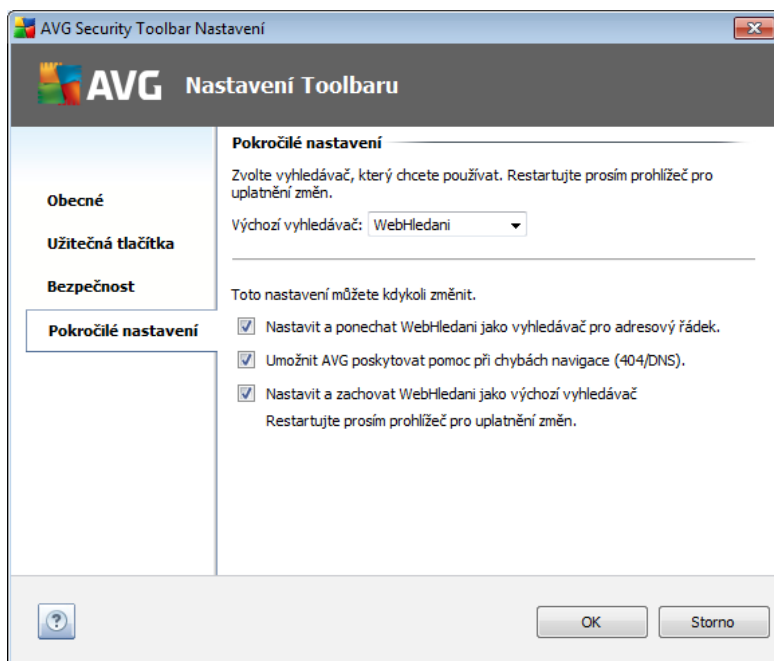 AVG Security Toolbar Nastavení
AVG Nastavení Toolbaru
Obecné
Užitečná tlačítka
Bezpečnost
Pokročilé nastavení
Pokročilé nastavení
Zvolte vyhledávač, který chcete používat. Restartujte prosím prohlížeč pro
uplatnění změn.
Výchozí vyhledávač: WebHledani
Toto nastavení můžete kdykoli změnit.
Nastavit a ponechat WebHledani jako vyhledávač pro adresový řádek.
Umožnit AVG poskytovat pomoc při chybách navigace (404/DNS).
Nastavit a zachovat WebHledani jako výchozí vyhledávač
Restartujte prosím prohlížeč pro uplatnění změn.
?
OK
Storno